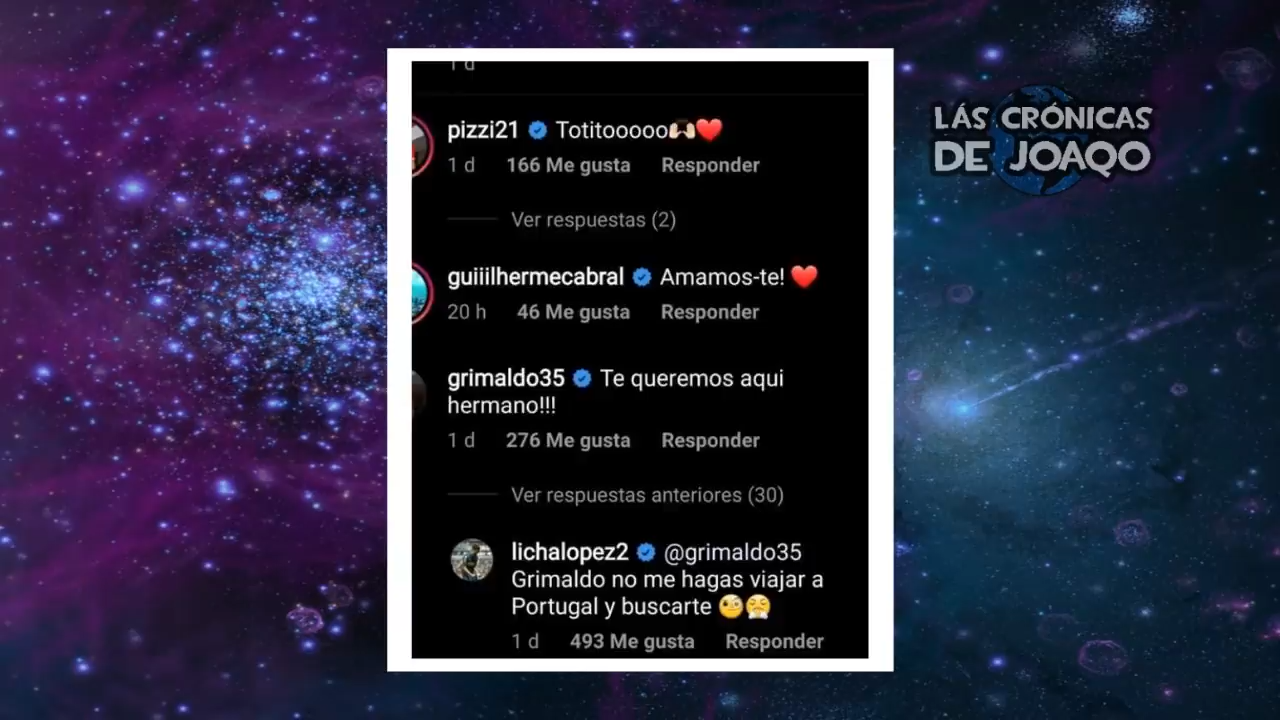 1 d
pizzi21 Totitooooo🙌🏻❤️
1 d 166 Me gusta Responder
Ver respuestas (2)
guiiilhermecabral Amamos-te! ❤️
20 h 46 Me gusta Responder
grimaldo35 Te queremos aqui
hermano!!!
1 d 276 Me gusta Responder
Ver respuestas anteriores (30)
lichalopez2 @grimaldo35
Grimaldo no me hagas viajar a
Portugal y buscarte 🧐😤
1 d 493 Me gusta Responder
LÁS CRÓNICAS
DE JOAQO